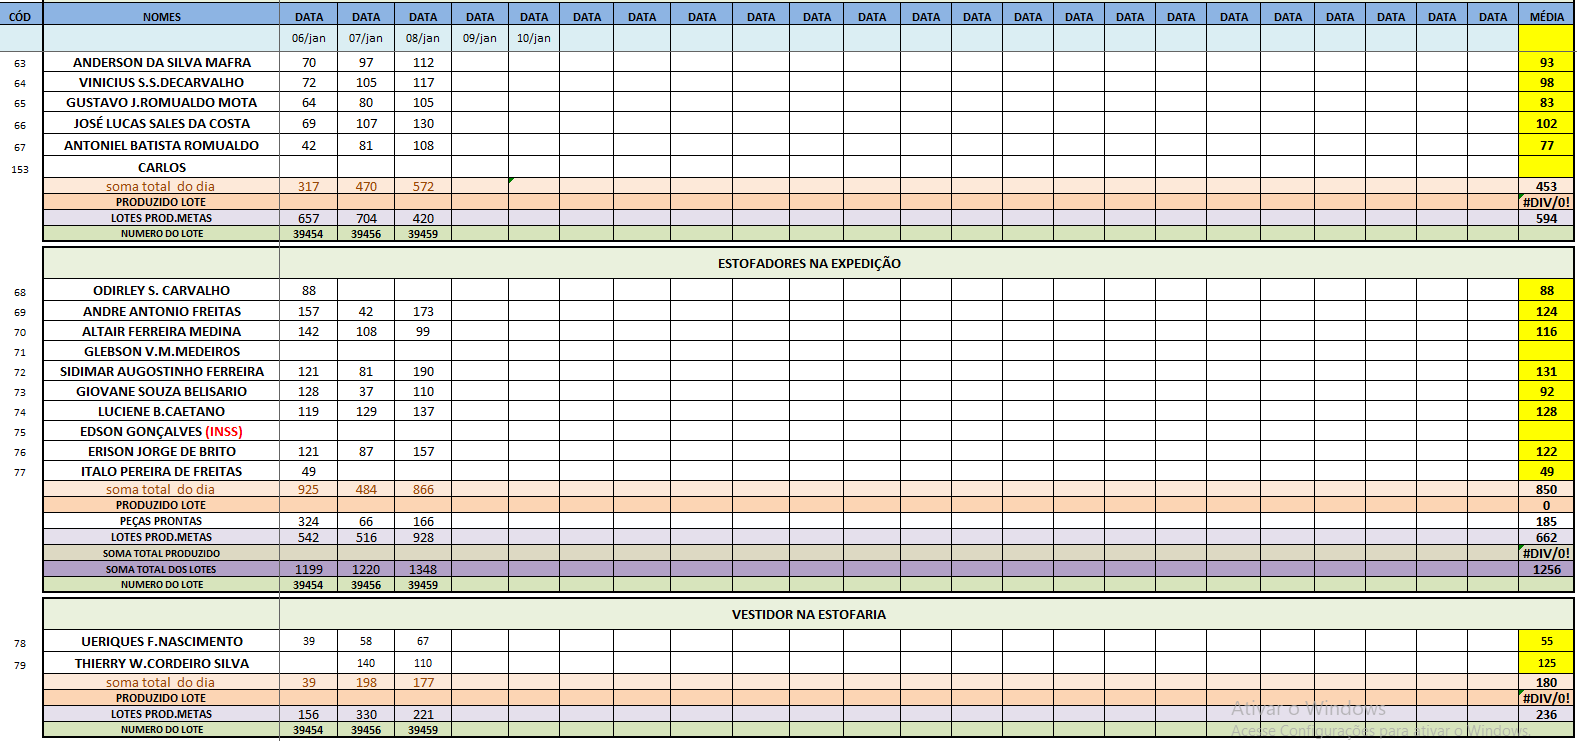 CÓD NOMES DATA DATA DATA DATA DATA DATA DATA DATA DATA DATA DATA DATA DATA DATA DATA DATA DATA DATA DATA DATA DATA DATA DATA MÉDIA
06/jan 07/jan 08/jan 09/jan 10/jan
63 ANDERSON DA SILVA MAFRA 70 97 112 93
64 VINICIUS S.S.DECARVALHO 72 105 117 98
65 GUSTAVO J.ROMUALDO MOTA 64 80 105 83
66 JOSÉ LUCAS SALES DA COSTA 69 107 130 102
67 ANTONIEL BATISTA ROMUALDO 42 81 108 77
153 CARLOS
soma total do dia 317 470 572 453
PRODUZIDO LOTE #DIV/0!
LOTES PROD.METAS 657 704 420 594
NUMERO DO LOTE 39454 39456 39459
ESTOFADORES NA EXPEDIÇÃO
68 ODIRLEY S. CARVALHO 88 88
69 ANDRE ANTONIO FREITAS 157 42 173 124
70 ALTAIR FERREIRA MEDINA 142 108 99 116
71 GLEBSON V.M.MEDEIROS
72 SIDIMAR AUGOSTINHO FERREIRA 121 81 190 131
73 GIOVANE SOUZA BELISARIO 128 37 110 92
74 LUCIENE B.CAETANO 119 129 137 128
75 EDSON GONÇALVES (INSS)
76 ERISON JORGE DE BRITO 121 87 157 122
77 ITALO PEREIRA DE FREITAS 49 49
soma total do dia 925 484 866 850
PRODUZIDO LOTE 0
PEÇAS PRONTAS 324 66 166 185
LOTES PROD.METAS 542 516 928 662
SOMA TOTAL PRODUZIDO #DIV/0!
SOMA TOTAL DOS LOTES 1199 1220 1348 1256
NUMERO DO LOTE 39454 39456 39459
VESTIDOR NA ESTOFARIA
78 UERIQUES F.NASCIMENTO 39 58 67 55
79 THIERRY W.CORDEIRO SILVA 140 110 125
soma total do dia 39 198 177 180
PRODUZIDO LOTE #DIV/0!
LOTES PROD.METAS 156 330 221 236
Ativar o Windows
NUMERO DO LOTE 39454 39456 39459
Acesse Configurações para ativar o Windows.